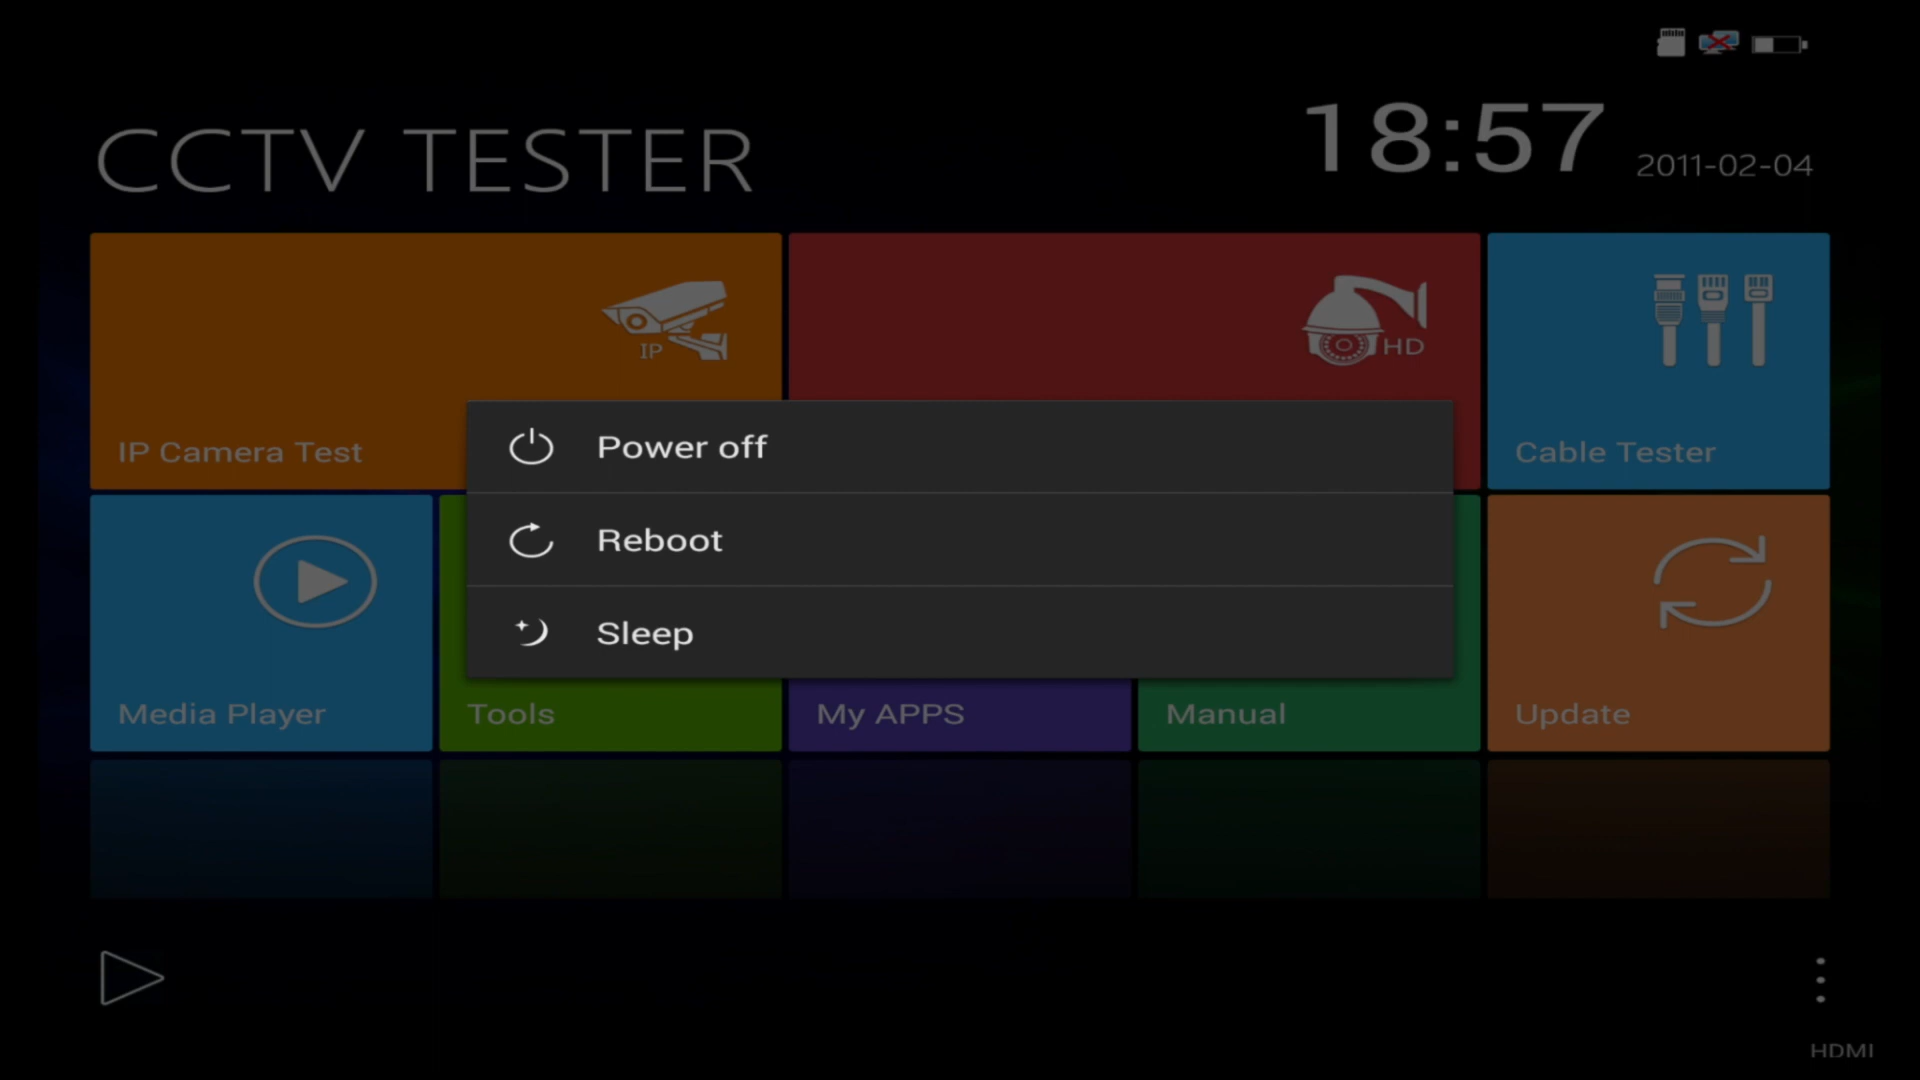 CCTV TESTER
18:57
2011-02-04
IP
HD
IP Camera Test
Cable Tester
Power off
Reboot
Sleep
Media Player
Tools
My APPS
Manual
Update
HDMI